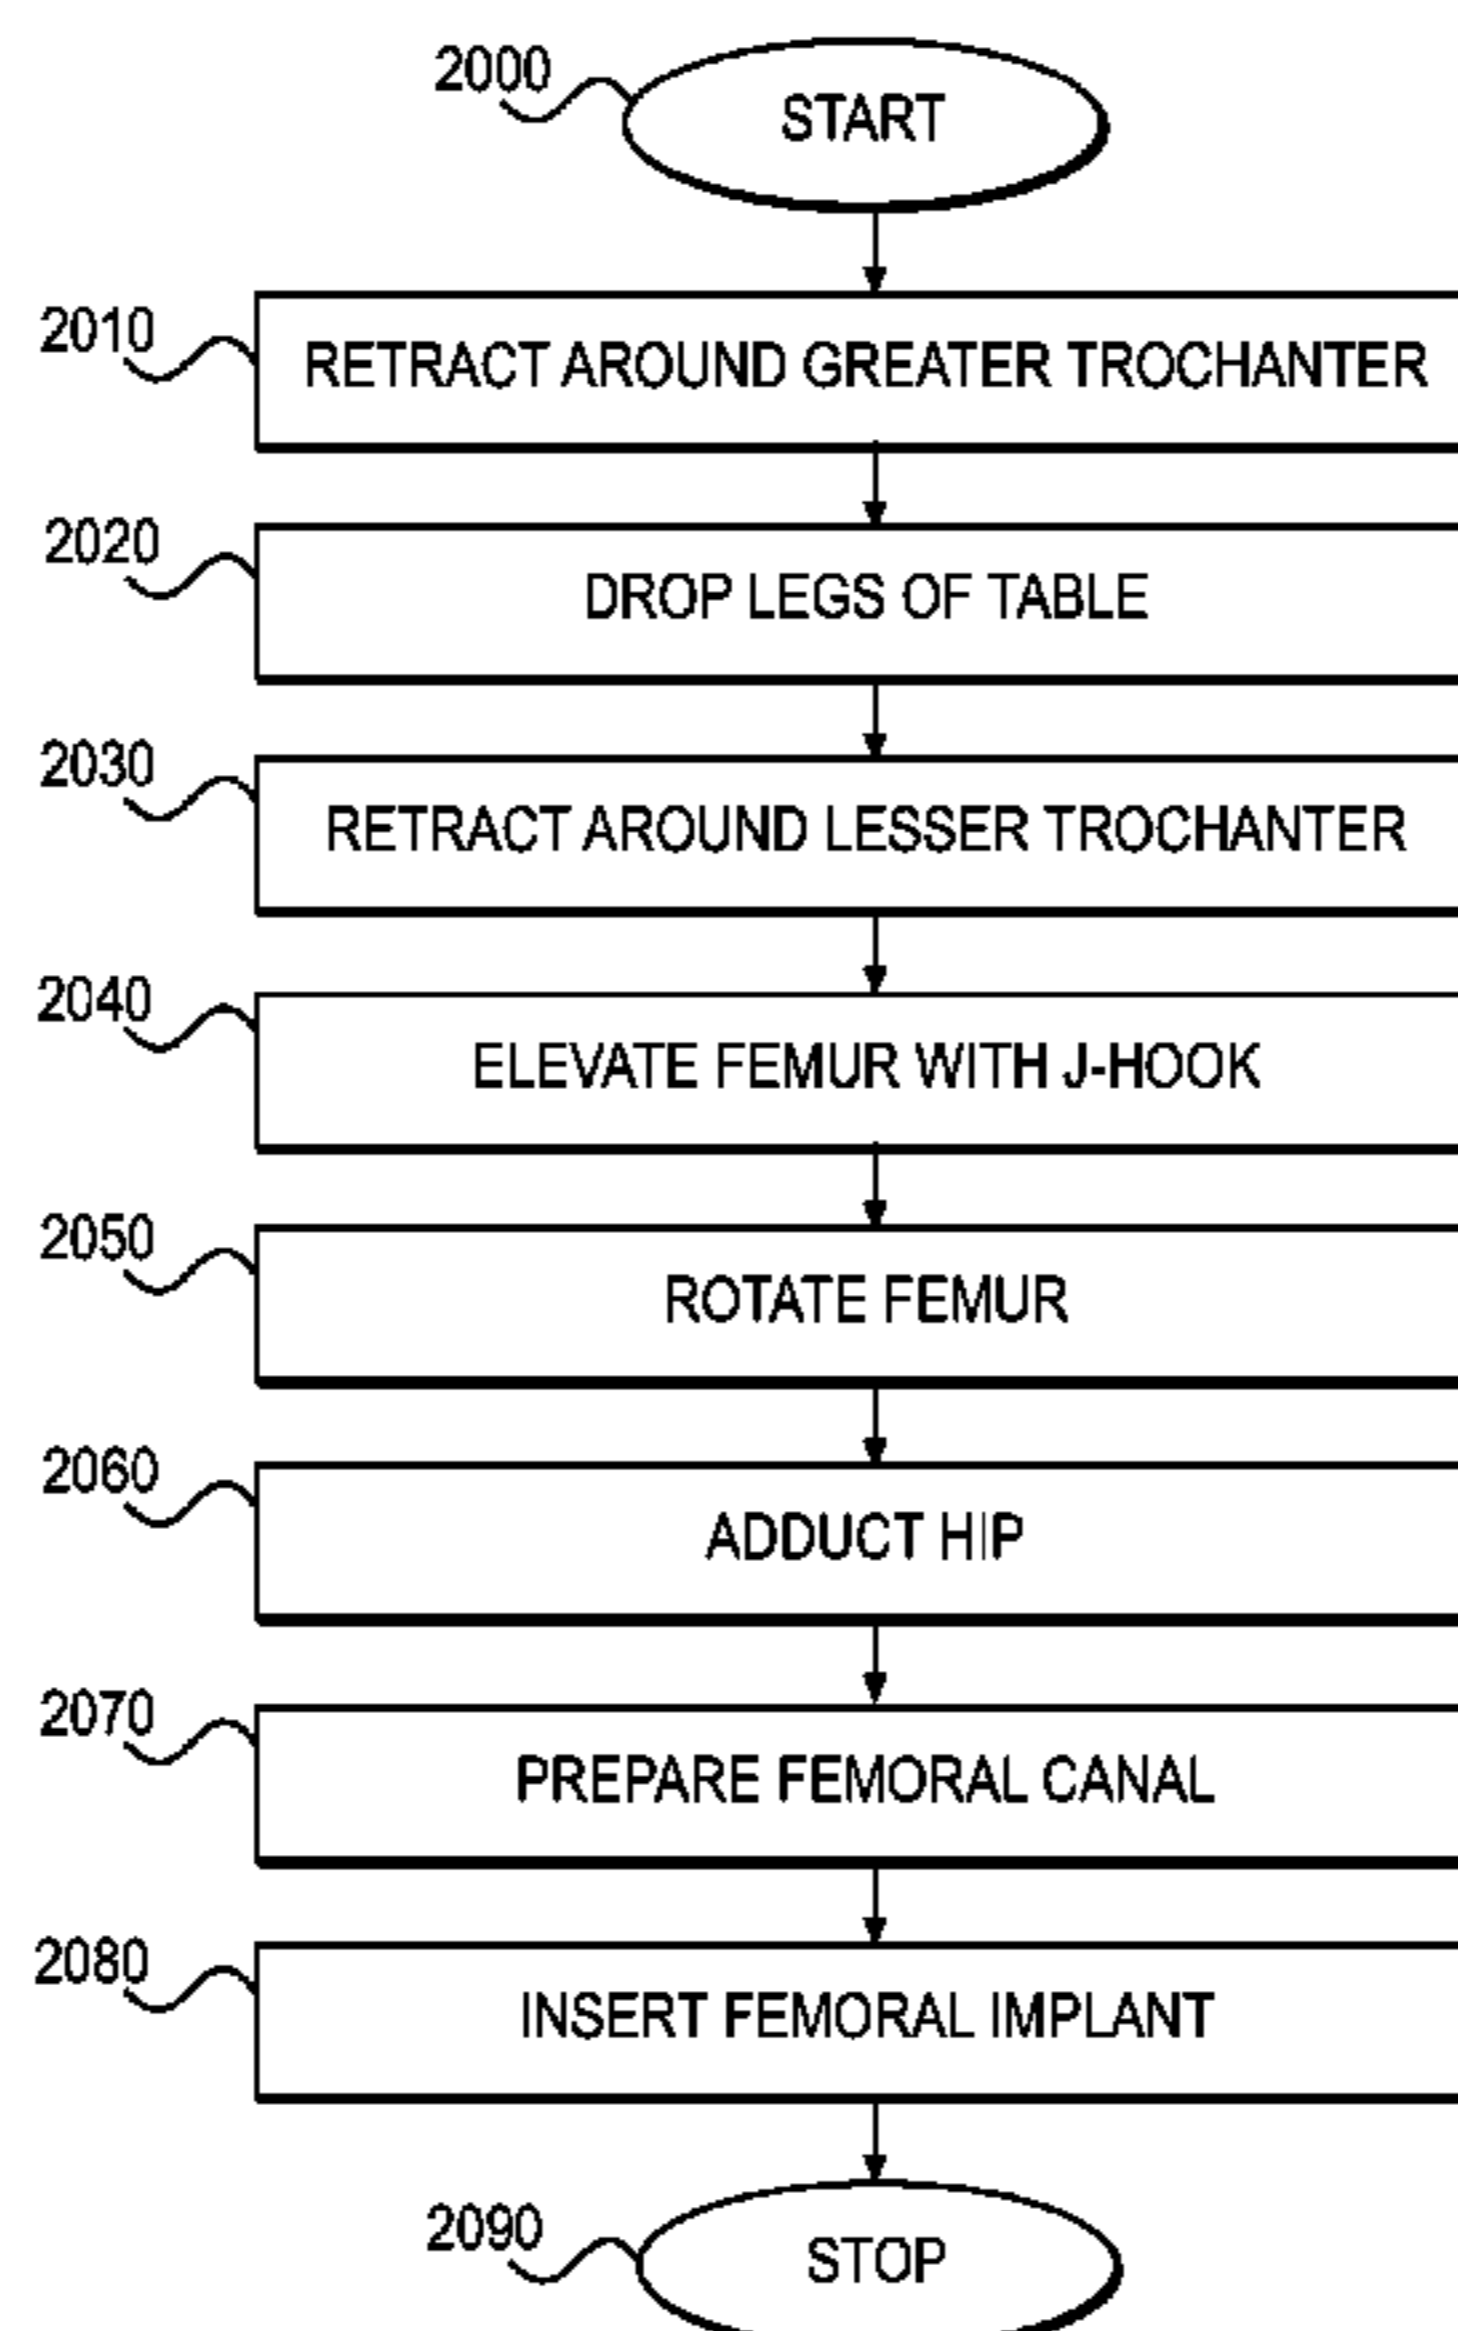 2000
START
2010
RETRACT AROUND GREATER TROCHANTER
2020
DROP LEGS OF TABLE
2030
RETRACT AROUND LESSER TROCHANTER
2040
ELEVATE FEMUR WITH J-HOOK
2050
ROTATE FEMUR
2060
ADDUCT HIP
2070
PREPARE FEMORAL CANAL
2080
INSERT FEMORAL IMPLANT
2090
STOP